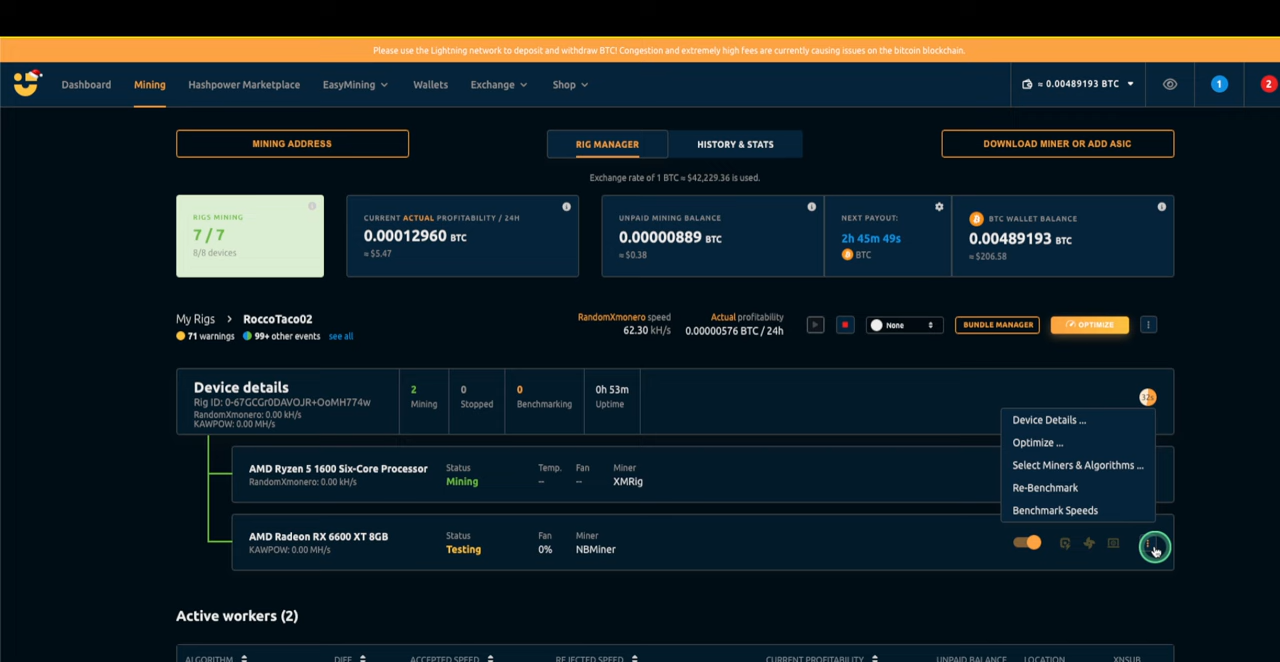 Please use the Lightning network to deposit and withdraw BTC! Congestion and extremely high fees are currently causing issues on the bitcoin blockchain.
Dashboard Mining Hashpower Marketplace EasyMining Wallets Exchange Shop ≈ 0.00489193 BTC 1 2
MINING ADDRESS RIG MANAGER HISTORY & STATS DOWNLOAD MINER OR ADD ASIC
Exchange rate of 1 BTC ≈ $42,229.36 is used.
RIGS MINING
7 / 7
8/8 devices
CURRENT ACTUAL PROFITABILITY / 24H
0.00012960 BTC
≈ $5.47
UNPAID MINING BALANCE
0.00000889 BTC
≈ $0.38
NEXT PAYOUT:
2h 45m 49s
BTC
BTC WALLET BALANCE
0.00489193 BTC
≈ $206.58
My Rigs > RoccoTaco02
71 warnings 99+ other events see all
RandomXmonero speed
62.30 kH/s
Actual profitability
0.00000576 BTC / 24h
None BUNDLE MANAGER OPTIMIZE
Device details
Rig ID: 0-67GCGr0DAVOJR+OoMH774w
RandomXmonero: 0.00 kH/s
KAWPOW: 0.00 MH/s
2
Mining
0
Stopped
0
Benchmarking
0h 53m
Uptime
32s
Device Details ...
Optimize ...
Select Miners & Algorithms ...
Re-Benchmark
Benchmark Speeds
AMD Ryzen 5 1600 Six-Core Processor
RandomXmonero: 0.00 kH/s
Status
Mining
Temp.
--
Fan
--
Miner
XMRig
AMD Radeon RX 6600 XT 8GB
KAWPOW: 0.00 MH/s
Status
Testing
Fan
0%
Miner
NBMiner
Active workers (2)
ALGORITHM DIFF ACCEPTED SPEED REJECTED SPEED CURRENT PROFITABILITY UNPAID BALANCE LOCATION XNSUB